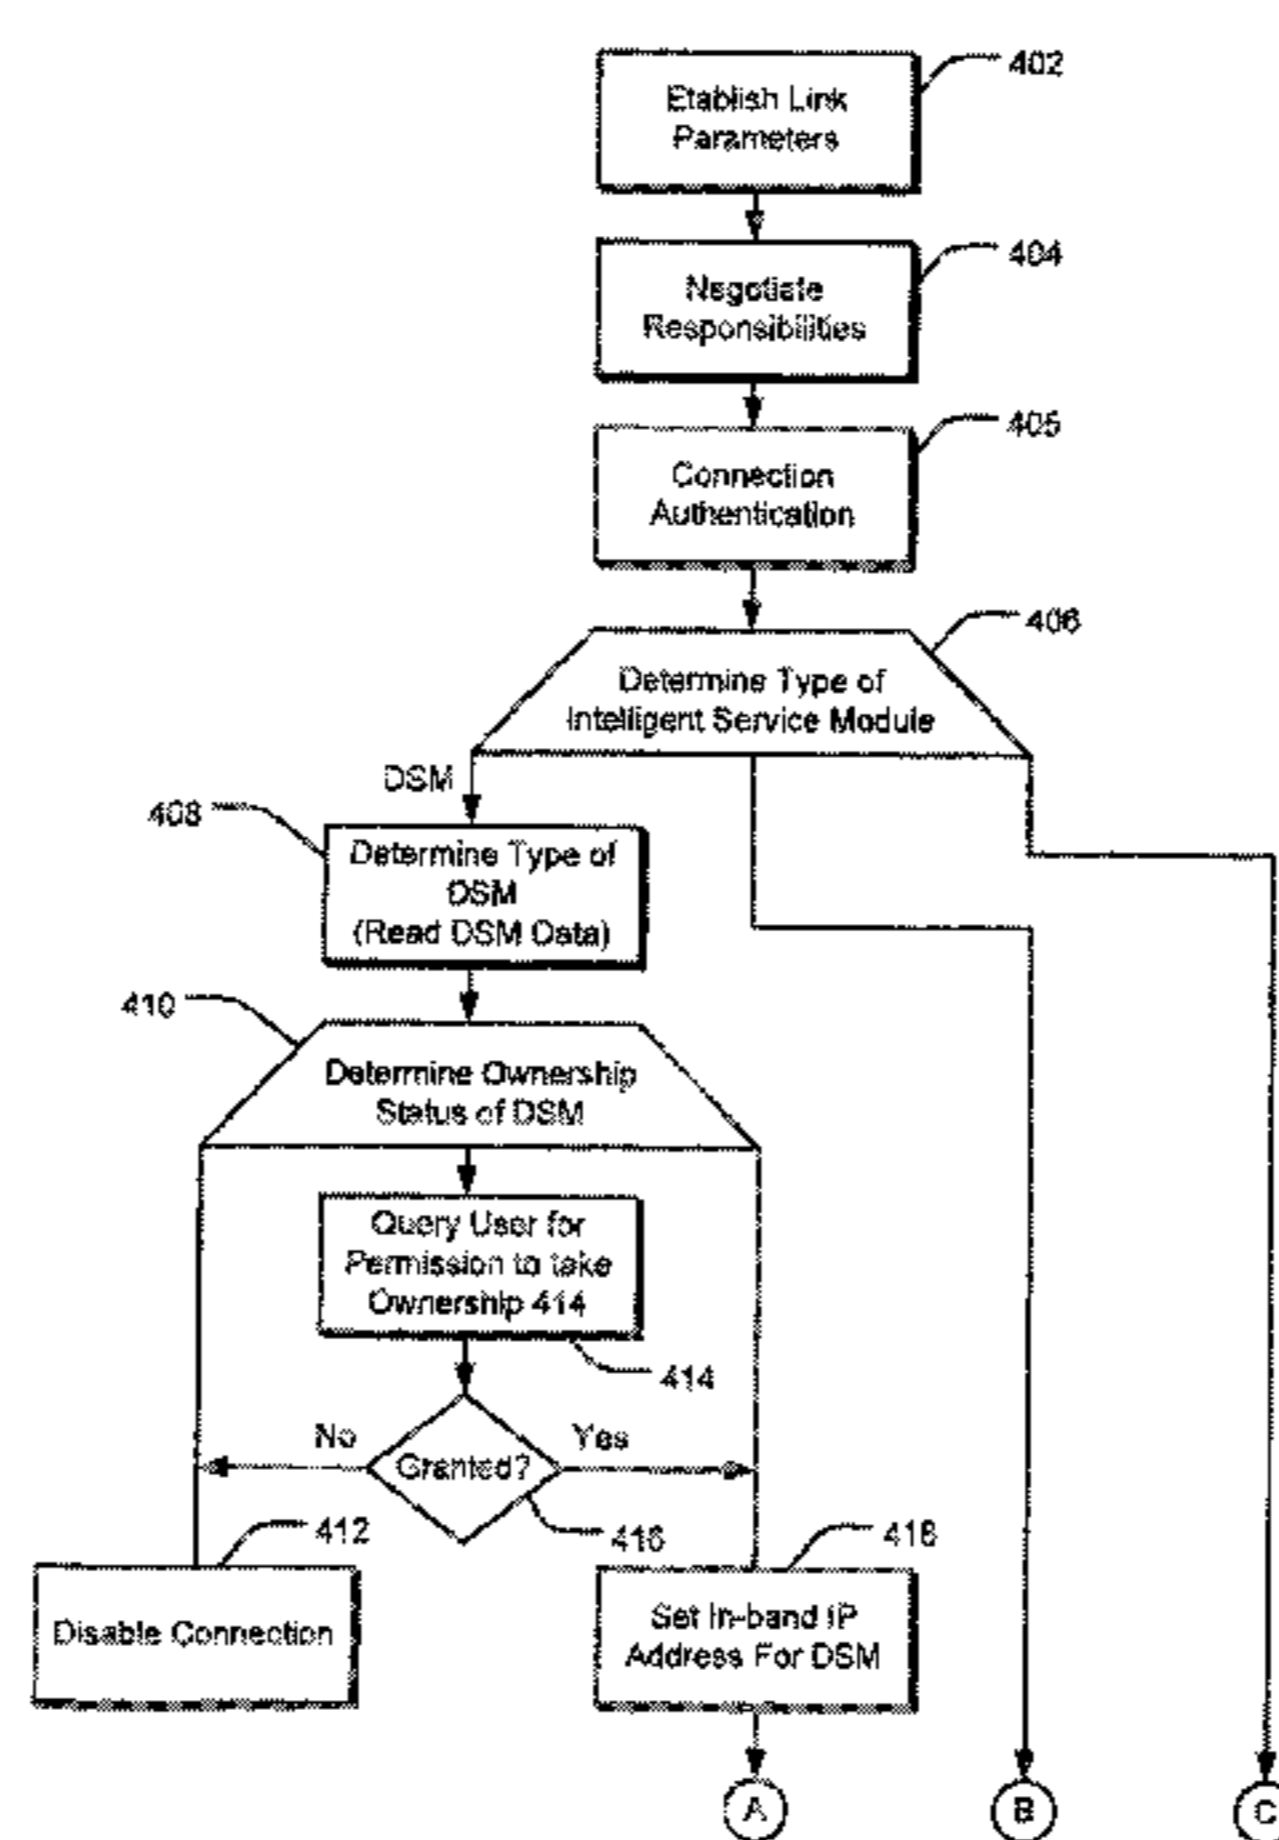 402
Etablish Link
Parameters
404
Negotiate
Responsibilities
405
Connection
Authentication
406
Determine Type of
Intelligent Service Module
DSM
408
Determine Type of
DSM
(Read DSM Data)
410
Determine Ownership
Status of DSM
Query User for
Permission to take
Ownership 414
414
No
Granted?
Yes
416
412
Disable Connection
418
Set In-band IP
Address For DSM
A
B
C